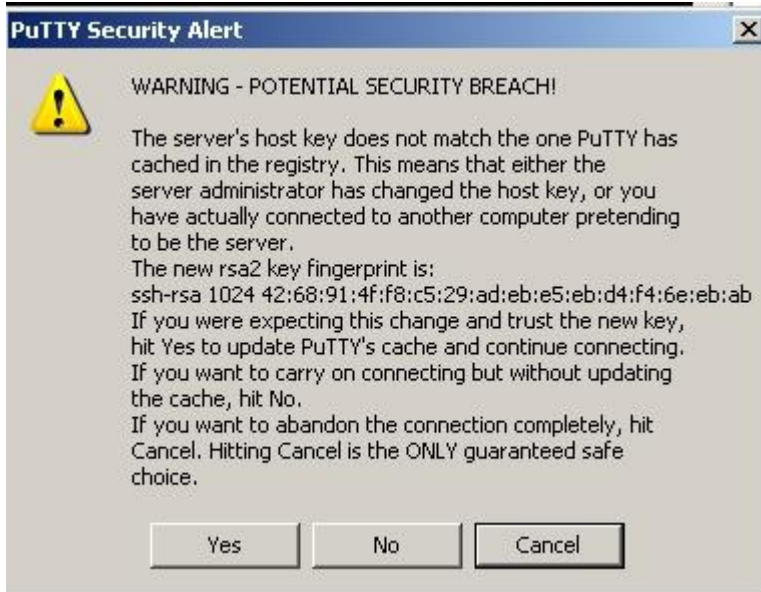 PuTTY Security Alert
WARNING - POTENTIAL SECURITY BREACH!
The server's host key does not match the one PuTTY has
cached in the registry. This means that either the
server administrator has changed the host key, or you
have actually connected to another computer pretending
to be the server.
The new rsa2 key fingerprint is:
ssh-rsa 1024 42:68:91:4f:f8:c5:29:ad:eb:e5:eb:d4:f4:6e:eb:ab
If you were expecting this change and trust the new key,
hit Yes to update PuTTY's cache and continue connecting.
If you want to carry on connecting but without updating
the cache, hit No.
If you want to abandon the connection completely, hit
Cancel. Hitting Cancel is the ONLY guaranteed safe
choice.
Yes No Cancel